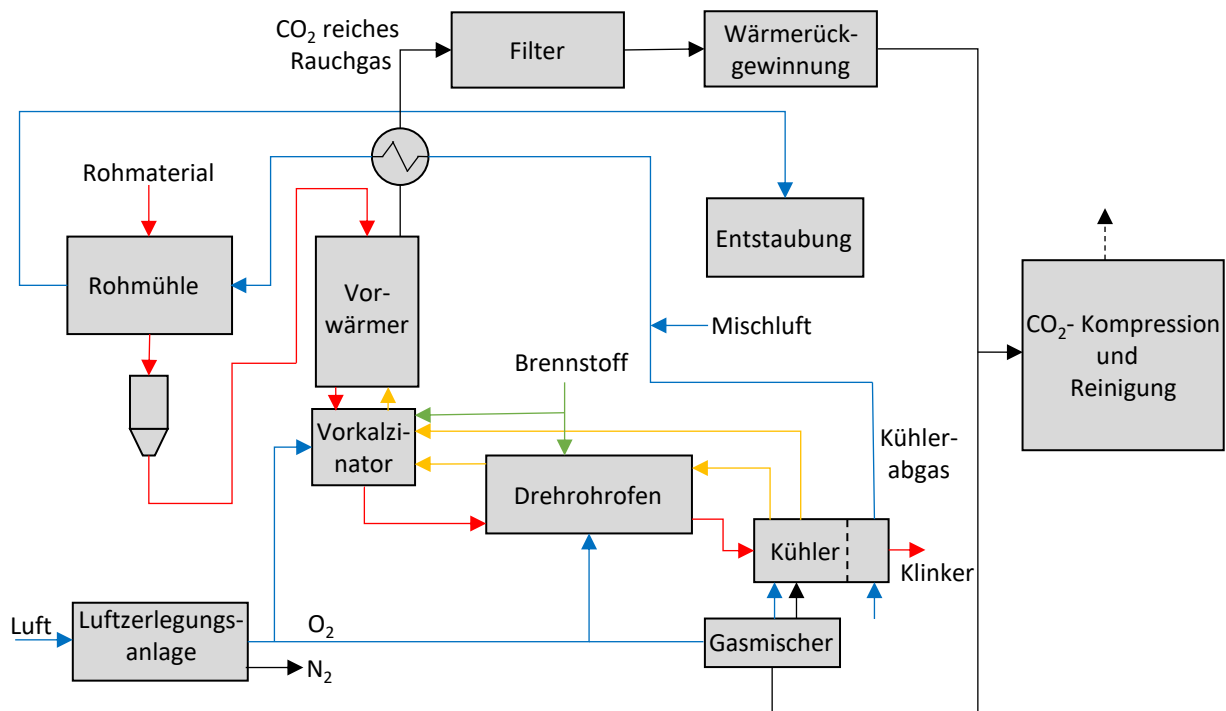 CO₂ reiches
Rauchgas
Filter
Wärmerück-
gewinnung
Rohmaterial
Rohmühle
Vor-
wärmer
Entstaubung
Mischluft
CO₂- Kompression
und
Reinigung
Brennstoff
Vorkalzi-
nator
Drehrohrofen
Kühler-
abgas
Kühler
Klinker
Luft
Luftzerlegungs-
anlage
O₂
N₂
Gasmischer